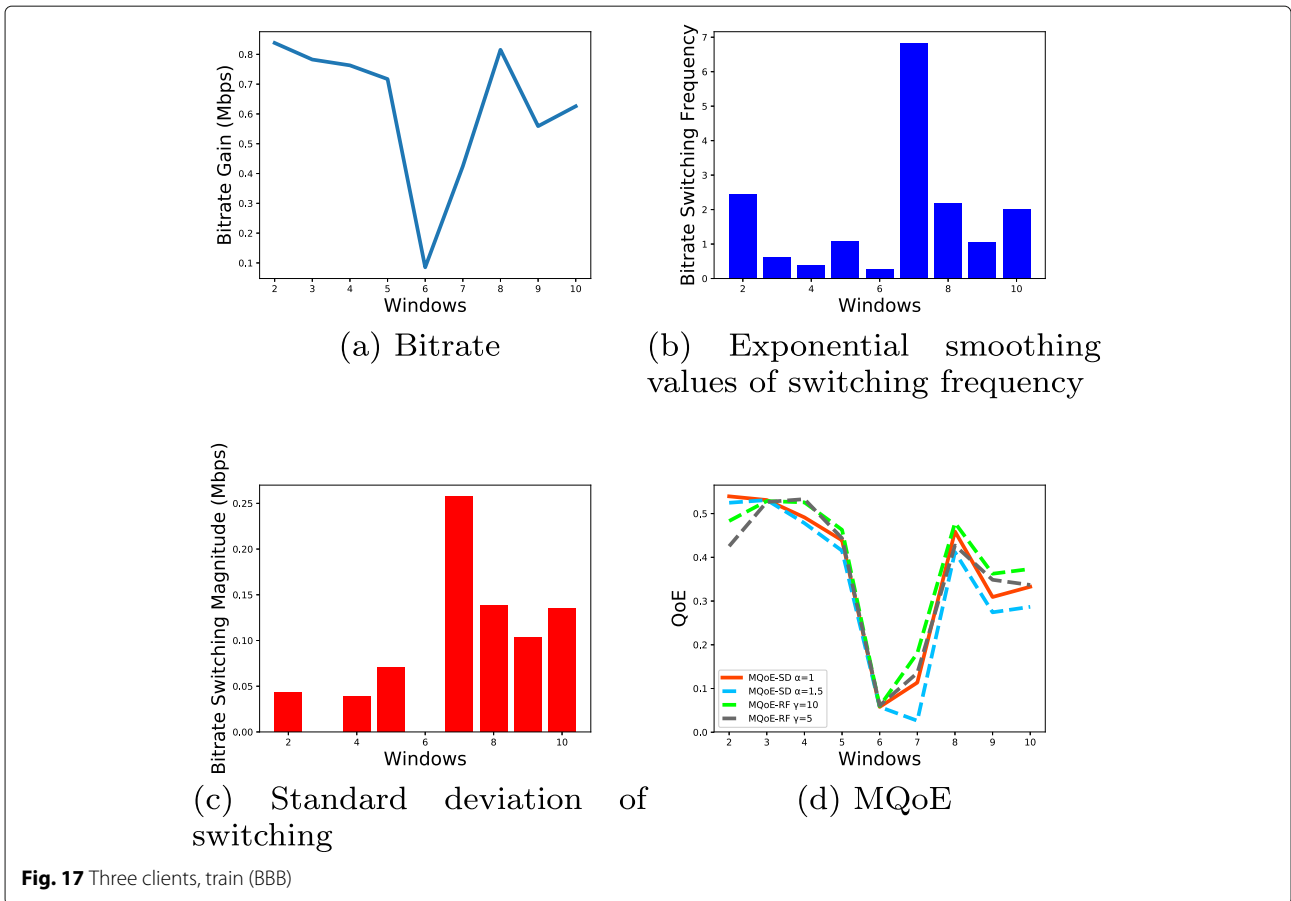 Bitrate Gain (Mbps)
0.8
0.7
0.6
0.5
0.4
0.3
0.2
0.1
2 3 4 5 6 7 8 9 10
Windows
(a) Bitrate
Bitrate Switching Frequency
7
6
5
4
3
2
1
0
2 4 6 8 10
Windows
(b) Exponential smoothing
values of switching frequency
Bitrate Switching Magnitude (Mbps)
0.25
0.20
0.15
0.10
0.05
0.00
2 4 6 8 10
Windows
(c) Standard deviation of
switching
QoE
0.5
0.4
0.3
0.2
0.1
0.0
MQoE-SD α=1
MQoE-SD α=1,5
MQoE-RF γ=10
MQoE-RF γ=5
2 3 4 5 6 7 8 9 10
Windows
(d) MQoE
Fig. 17 Three clients, train (BBB)